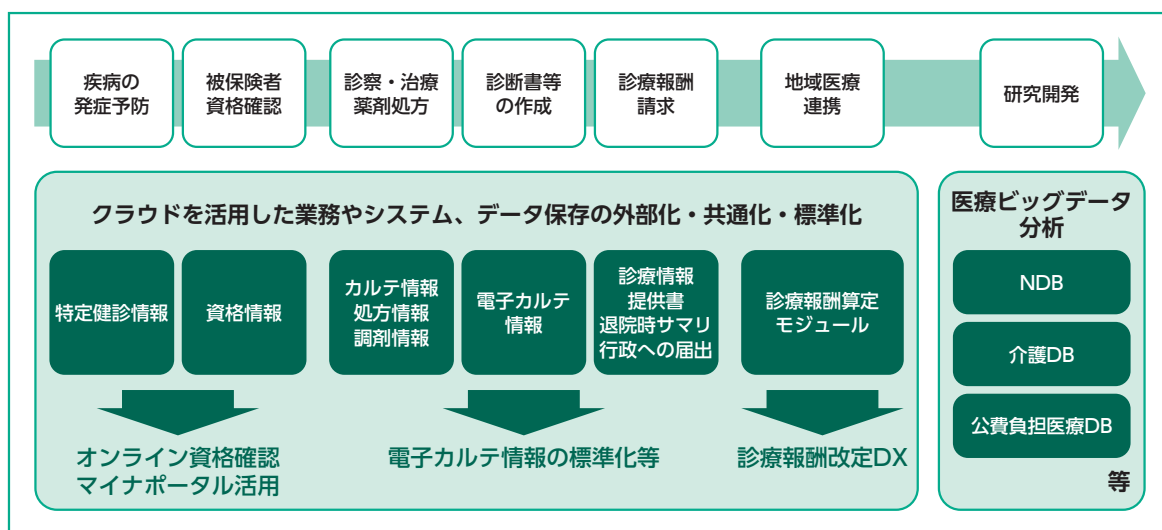 疾病の
発症予防
被保険者
資格確認
診察・治療
薬剤処方
診断書等
の作成
診療報酬
請求
地域医療
連携
研究開発
クラウドを活用した業務やシステム、データ保存の外部化・共通化・標準化
特定健診情報
資格情報
カルテ情報
処方情報
調剤情報
電子カルテ
情報
診療情報
提供書
退院時サマリ
行政への届出
診療報酬算定
モジュール
オンライン資格確認
マイナポータル活用
電子カルテ情報の標準化等
診療報酬改定DX
医療ビッグデータ
分析
NDB
介護DB
公費負担医療DB
等